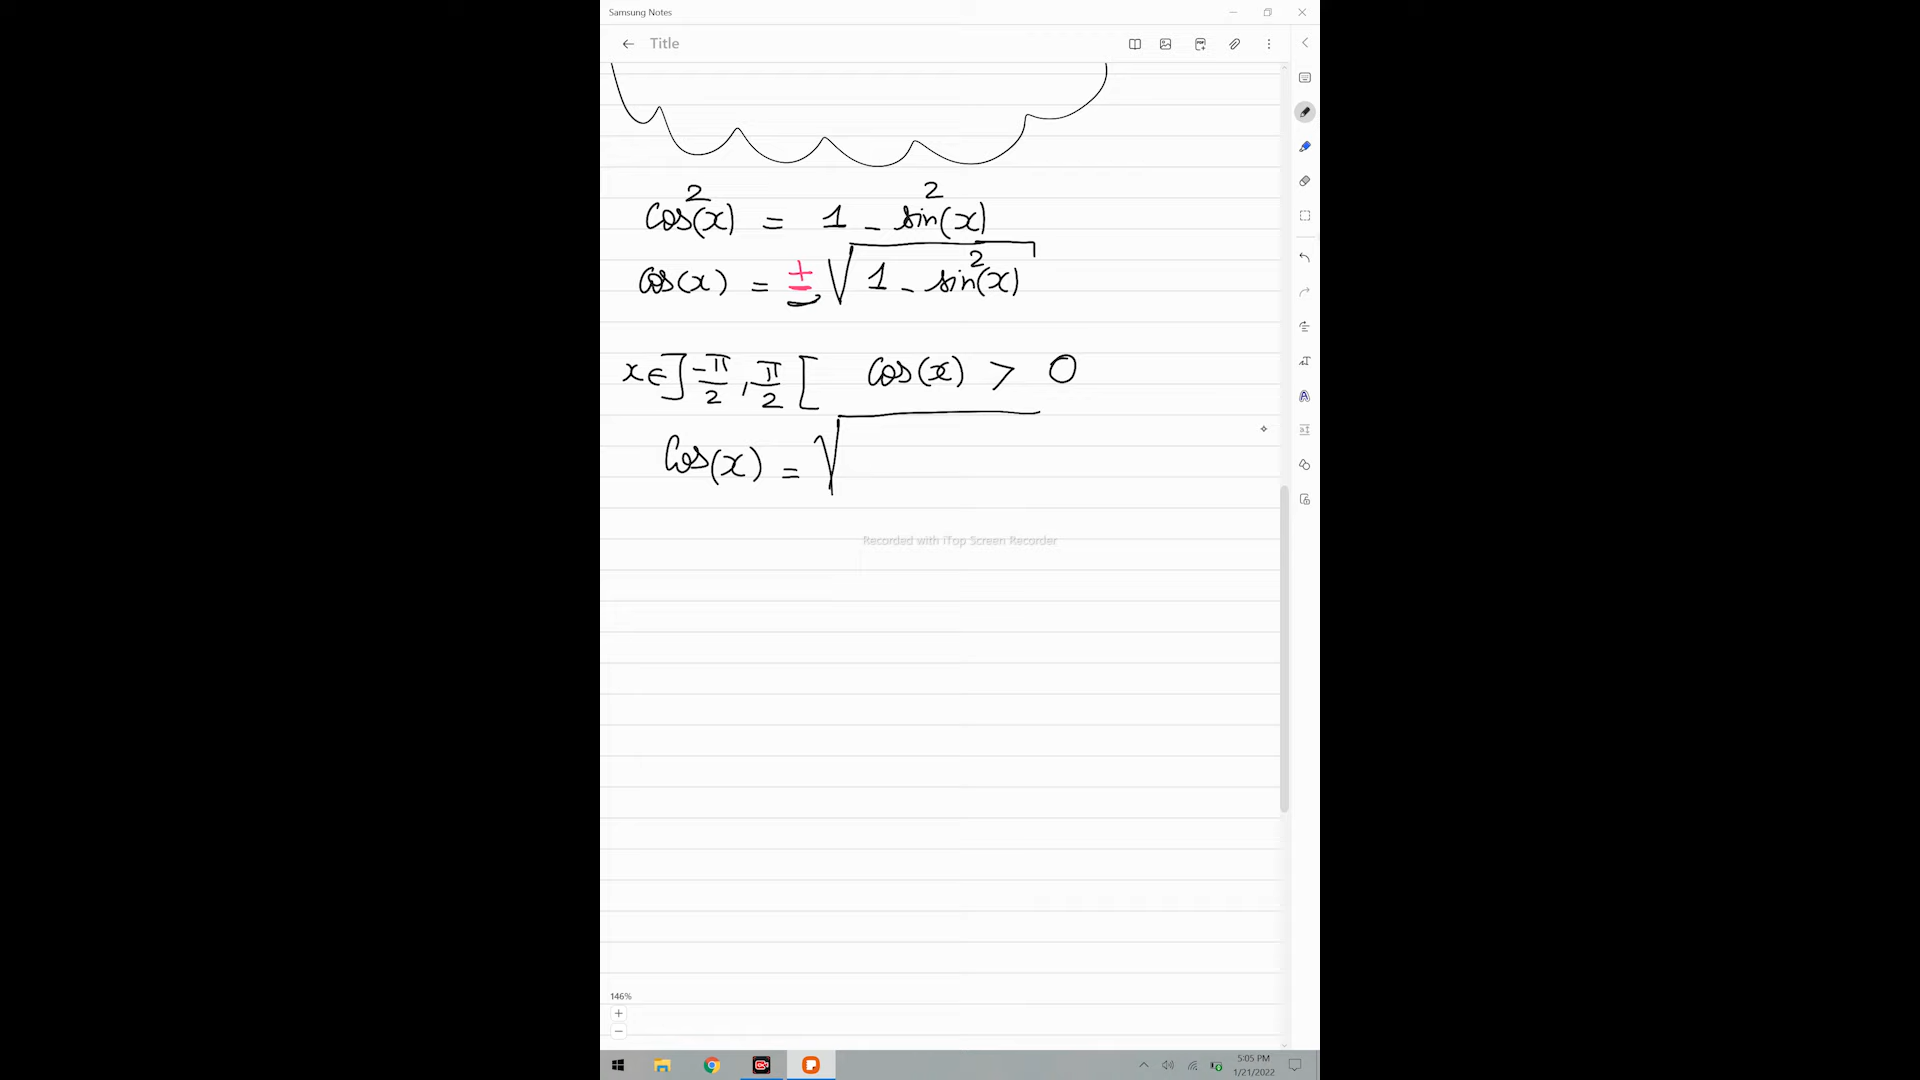 Samsung Notes
Title
cos²(x) = 1 - sin²(x)
cos(x) = ± √(1 - sin²(x))
x ∈ ]-π/2, π/2[ cos(x) > 0
Cos(x) = √
Recorded with iTop Screen Recorder
146%
5:05 PM
1/21/2022